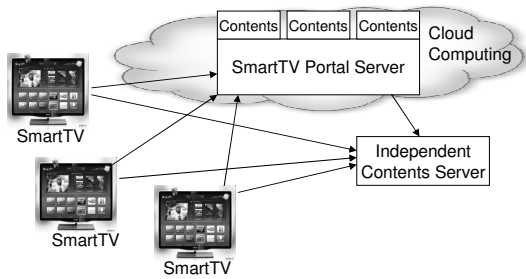 Contents Contents Contents
Cloud
Computing
SmartTV Portal Server
SmartTV
Independent
Contents Server
SmartTV
SmartTV